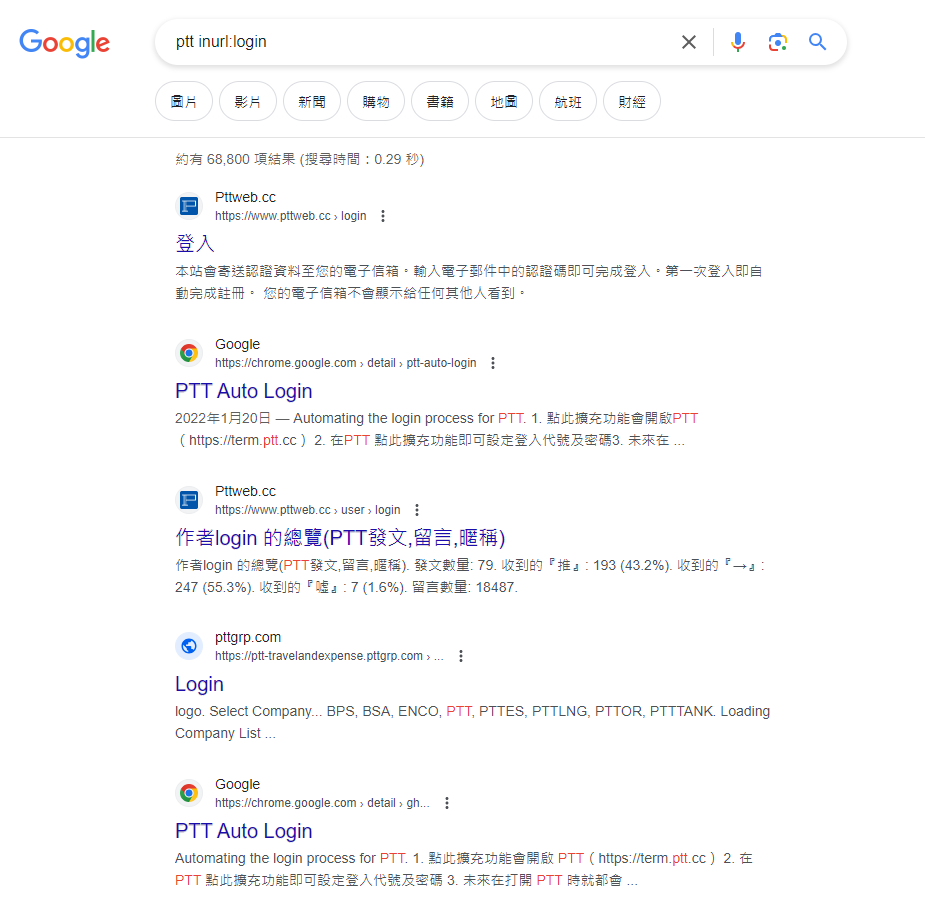 Google
ptt inurl:login
圖片 影片 新聞 購物 書籍 地圖 航班 財經
約有 68,800 項結果 (搜尋時間：0.29 秒)
Pttweb.cc
https://www.pttweb.cc › login
登入
本站會寄送認證資料至您的電子信箱。輸入電子郵件中的認證碼即可完成登入。第一次登入即自
動完成註冊。 您的電子信箱不會顯示給任何其他人看到。
Google
https://chrome.google.com › detail › ptt-auto-login
PTT Auto Login
2022年1月20日 — Automating the login process for PTT. 1. 點此擴充功能會開啟PTT
（https://term.ptt.cc ）2. 在PTT 點此擴充功能即可設定登入代號及密碼3. 未來在 ...
Pttweb.cc
https://www.pttweb.cc › user › login
作者login 的總覽(PTT發文,留言,暱稱)
作者login 的總覽(PTT發文,留言,暱稱). 發文數量: 79. 收到的『推』: 193 (43.2%). 收到的『→』:
247 (55.3%). 收到的『噓』: 7 (1.6%). 留言數量: 18487.
pttgrp.com
https://ptt-travelandexpense.pttgrp.com › ...
Login
logo. Select Company... BPS, BSA, ENCO, PTT, PTTES, PTTLNG, PTTOR, PTTTANK. Loading
Company List ...
Google
https://chrome.google.com › detail › gh...
PTT Auto Login
Automating the login process for PTT. 1. 點此擴充功能會開啟 PTT（https://term.ptt.cc ）2. 在
PTT 點此擴充功能即可設定登入代號及密碼 3. 未來在打開 PTT 時就都會 ...